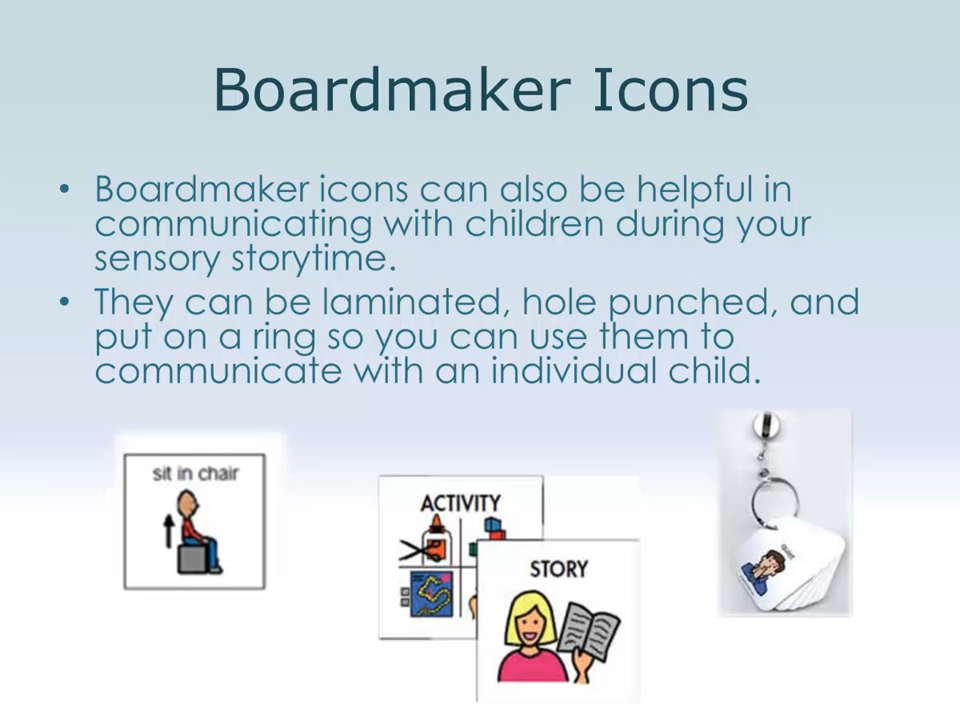 Boardmaker Icons
• Boardmaker icons can also be helpful in
communicating with children during your
sensory storytime.
• They can be laminated, hole punched, and
put on a ring so you can use them to
communicate with an individual child.
sit in chair
ACTIVITY
STORY
quiet